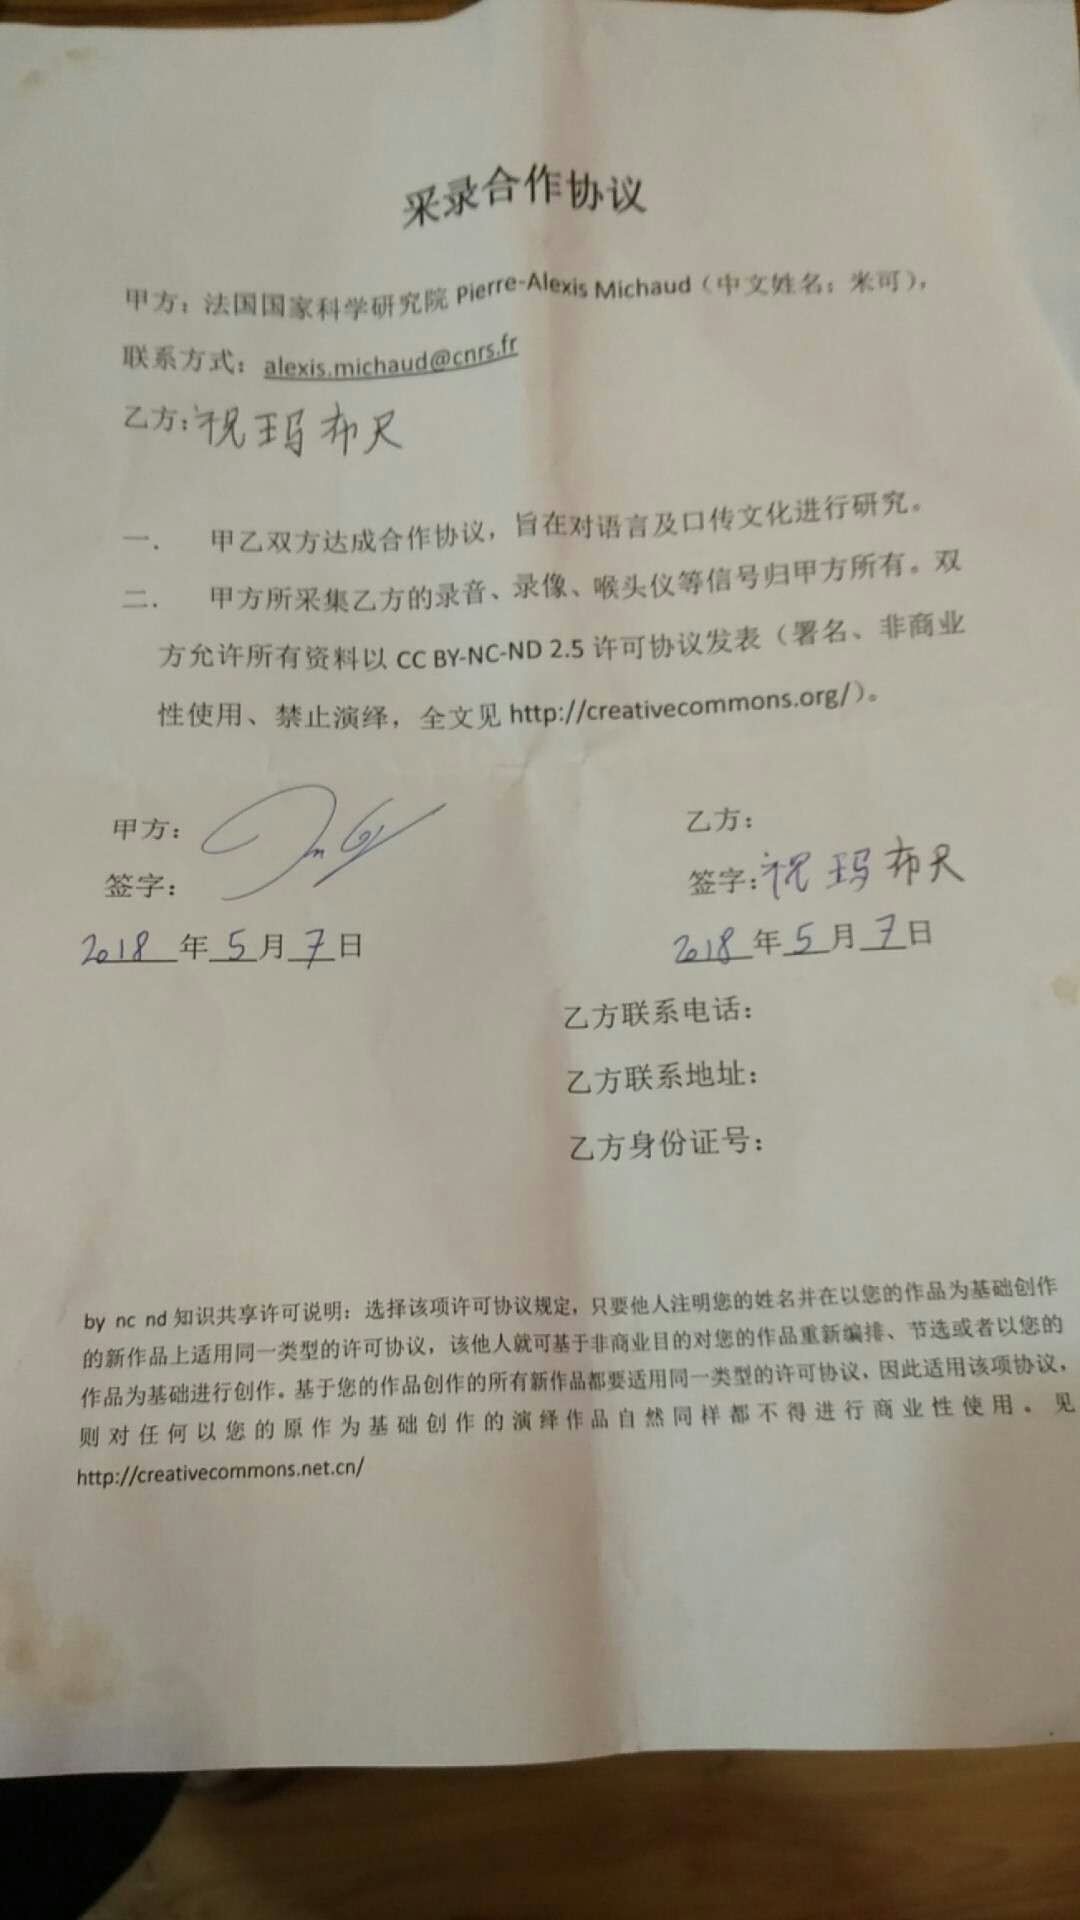 采录合作协议
甲方：法国国家科学研究院 Pierre-Alexis Michaud（中文姓名：米可），
联系方式：alexis.michaud@cnrs.fr
乙方：祝玛布尺
一． 甲乙双方达成合作协议，旨在对语言及口传文化进行研究。
二． 甲方所采集乙方的录音、录像、喉头仪等信号归甲方所有。双
方允许所有资料以 CC BY-NC-ND 2.5 许可协议发表（署名、非商业
性使用、禁止演绎，全文见 http://creativecommons.org/）。
甲方：
签字：
2018 年 5 月 7 日
乙方：
签字：祝玛布尺
2018 年 5 月 7 日
乙方联系电话：
乙方联系地址：
乙方身份证号：
by nc nd 知识共享许可说明：选择该项许可协议规定，只要他人注明您的姓名并在以您的作品为基础创作
的新作品上适用同一类型的许可协议，该他人就可基于非商业目的对您的作品重新编排、节选或者以您的
作品为基础进行创作。基于您的作品创作的所有新作品都要适用同一类型的许可协议，因此适用该项协议，
则对任何以您的原作为基础创作的演绎作品自然同样都不得进行商业性使用。见
http://creativecommons.net.cn/